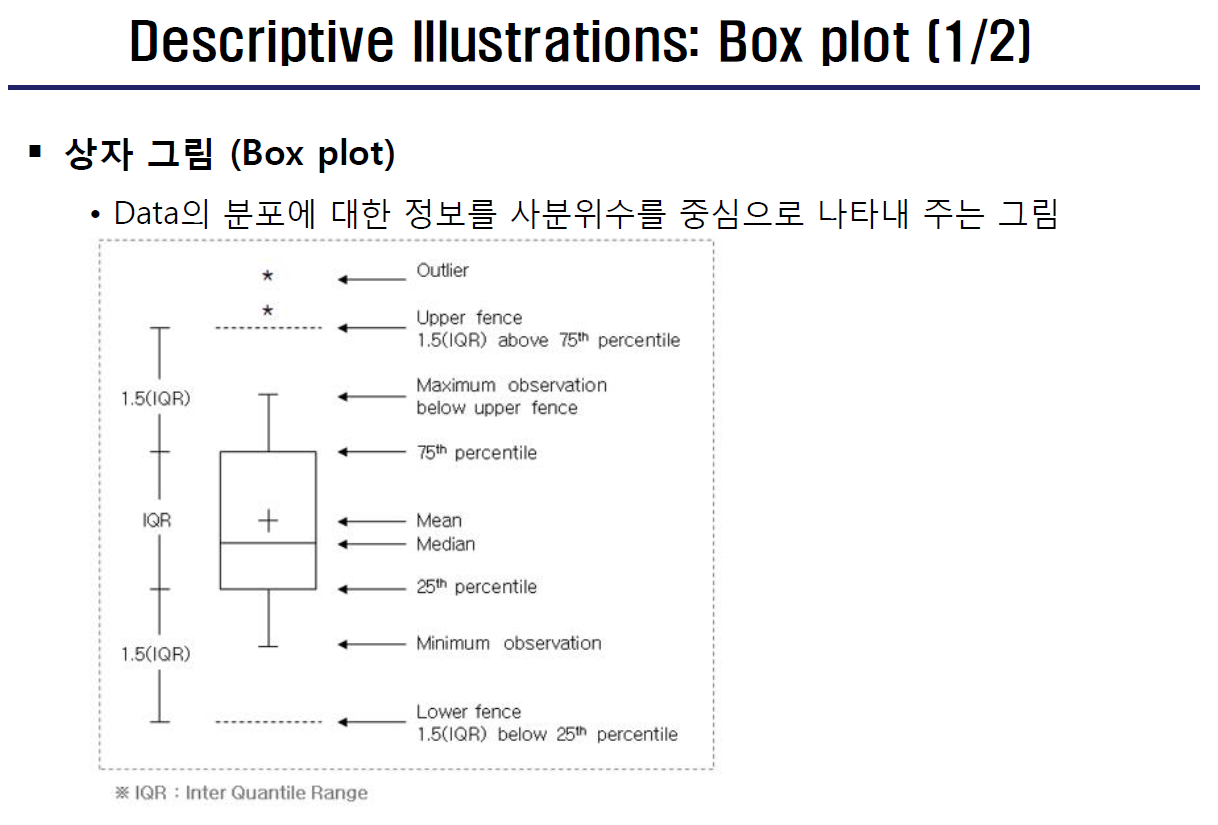 Descriptive Illustrations: Box plot (1/2)
▪ 상자 그림 (Box plot)
• Data의 분포에 대한 정보를 사분위수를 중심으로 나타내 주는 그림
* Outlier
*
Upper fence
1.5(IQR) above 75th percentile
1.5(IQR)
Maximum observation
below upper fence
75th percentile
IQR
Mean
Median
25th percentile
Minimum observation
1.5(IQR)
Lower fence
1.5(IQR) below 25th percentile
※ IQR : Inter Quantile Range